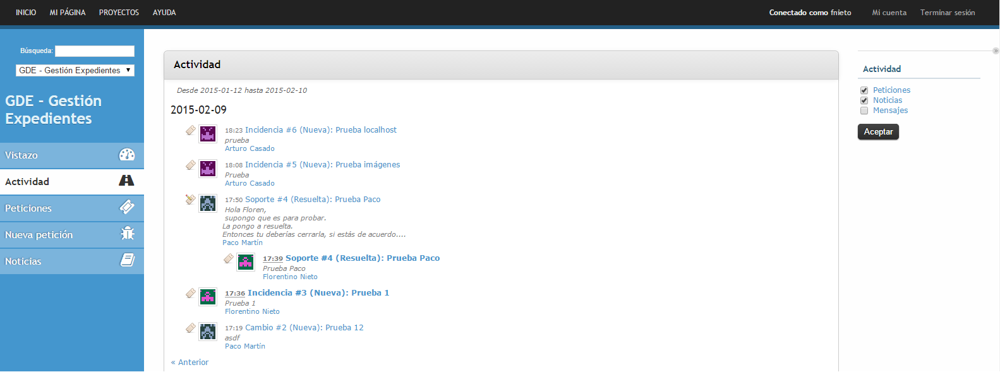 INICIO MI PÁGINA PROYECTOS AYUDA
Conectado como fnieto Mi cuenta Terminar sesión
Búsqueda:
GDE - Gestión Expedientes
GDE - Gestión
Expedientes
Vistazo
Actividad
Peticiones
Nueva petición
Noticias
Actividad
Desde 2015-01-12 hasta 2015-02-10
2015-02-09
18:23 Incidencia #6 (Nueva): Prueba localhost
prueba
Arturo Casado
18:08 Incidencia #5 (Nueva): Prueba imágenes
Prueba
Arturo Casado
17:50 Soporte #4 (Resuelta): Prueba Paco
Hola Floren,
supongo que es para probar.
La pongo a resuelta.
Entonces tu deberías cerrarla, si estás de acuerdo....
Paco Martín
17:39 Soporte #4 (Resuelta): Prueba Paco
Prueba Paco
Florentino Nieto
17:36 Incidencia #3 (Nueva): Prueba 1
Prueba 1
Florentino Nieto
17:19 Cambio #2 (Nueva): Prueba 12
asdf
Paco Martín
« Anterior
»
Actividad
Peticiones
Noticias
Mensajes
Aceptar